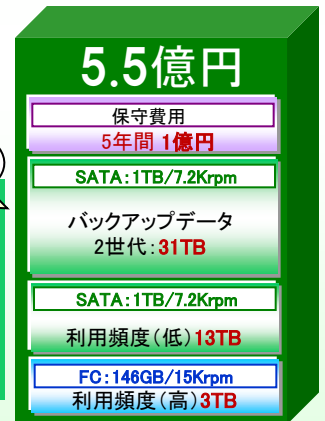 5.5億円
保守費用
5年間 1億円
SATA:1TB/7.2Krpm
バックアップデータ
2世代:31TB
SATA:1TB/7.2Krpm
利用頻度(低)13TB
FC:146GB/15Krpm
利用頻度(高)3TB